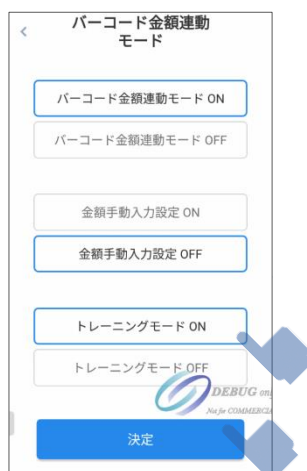 バーコード金額連動
モード
バーコード金額連動モード ON
バーコード金額連動モード OFF
金額手動入力設定 ON
金額手動入力設定 OFF
トレーニングモード ON
トレーニングモード OFF
DEBUG on
Not for COMMERCIA
決定